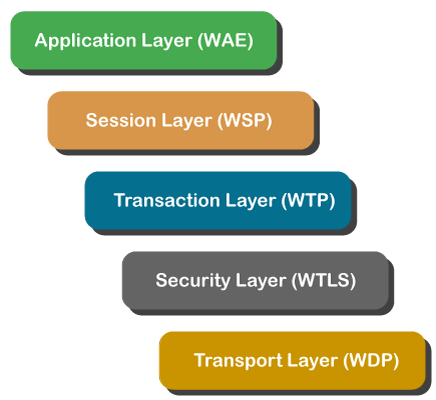 Application Layer (WAE)
Session Layer (WSP)
Transaction Layer (WTP)
Security Layer (WTLS)
Transport Layer (WDP)